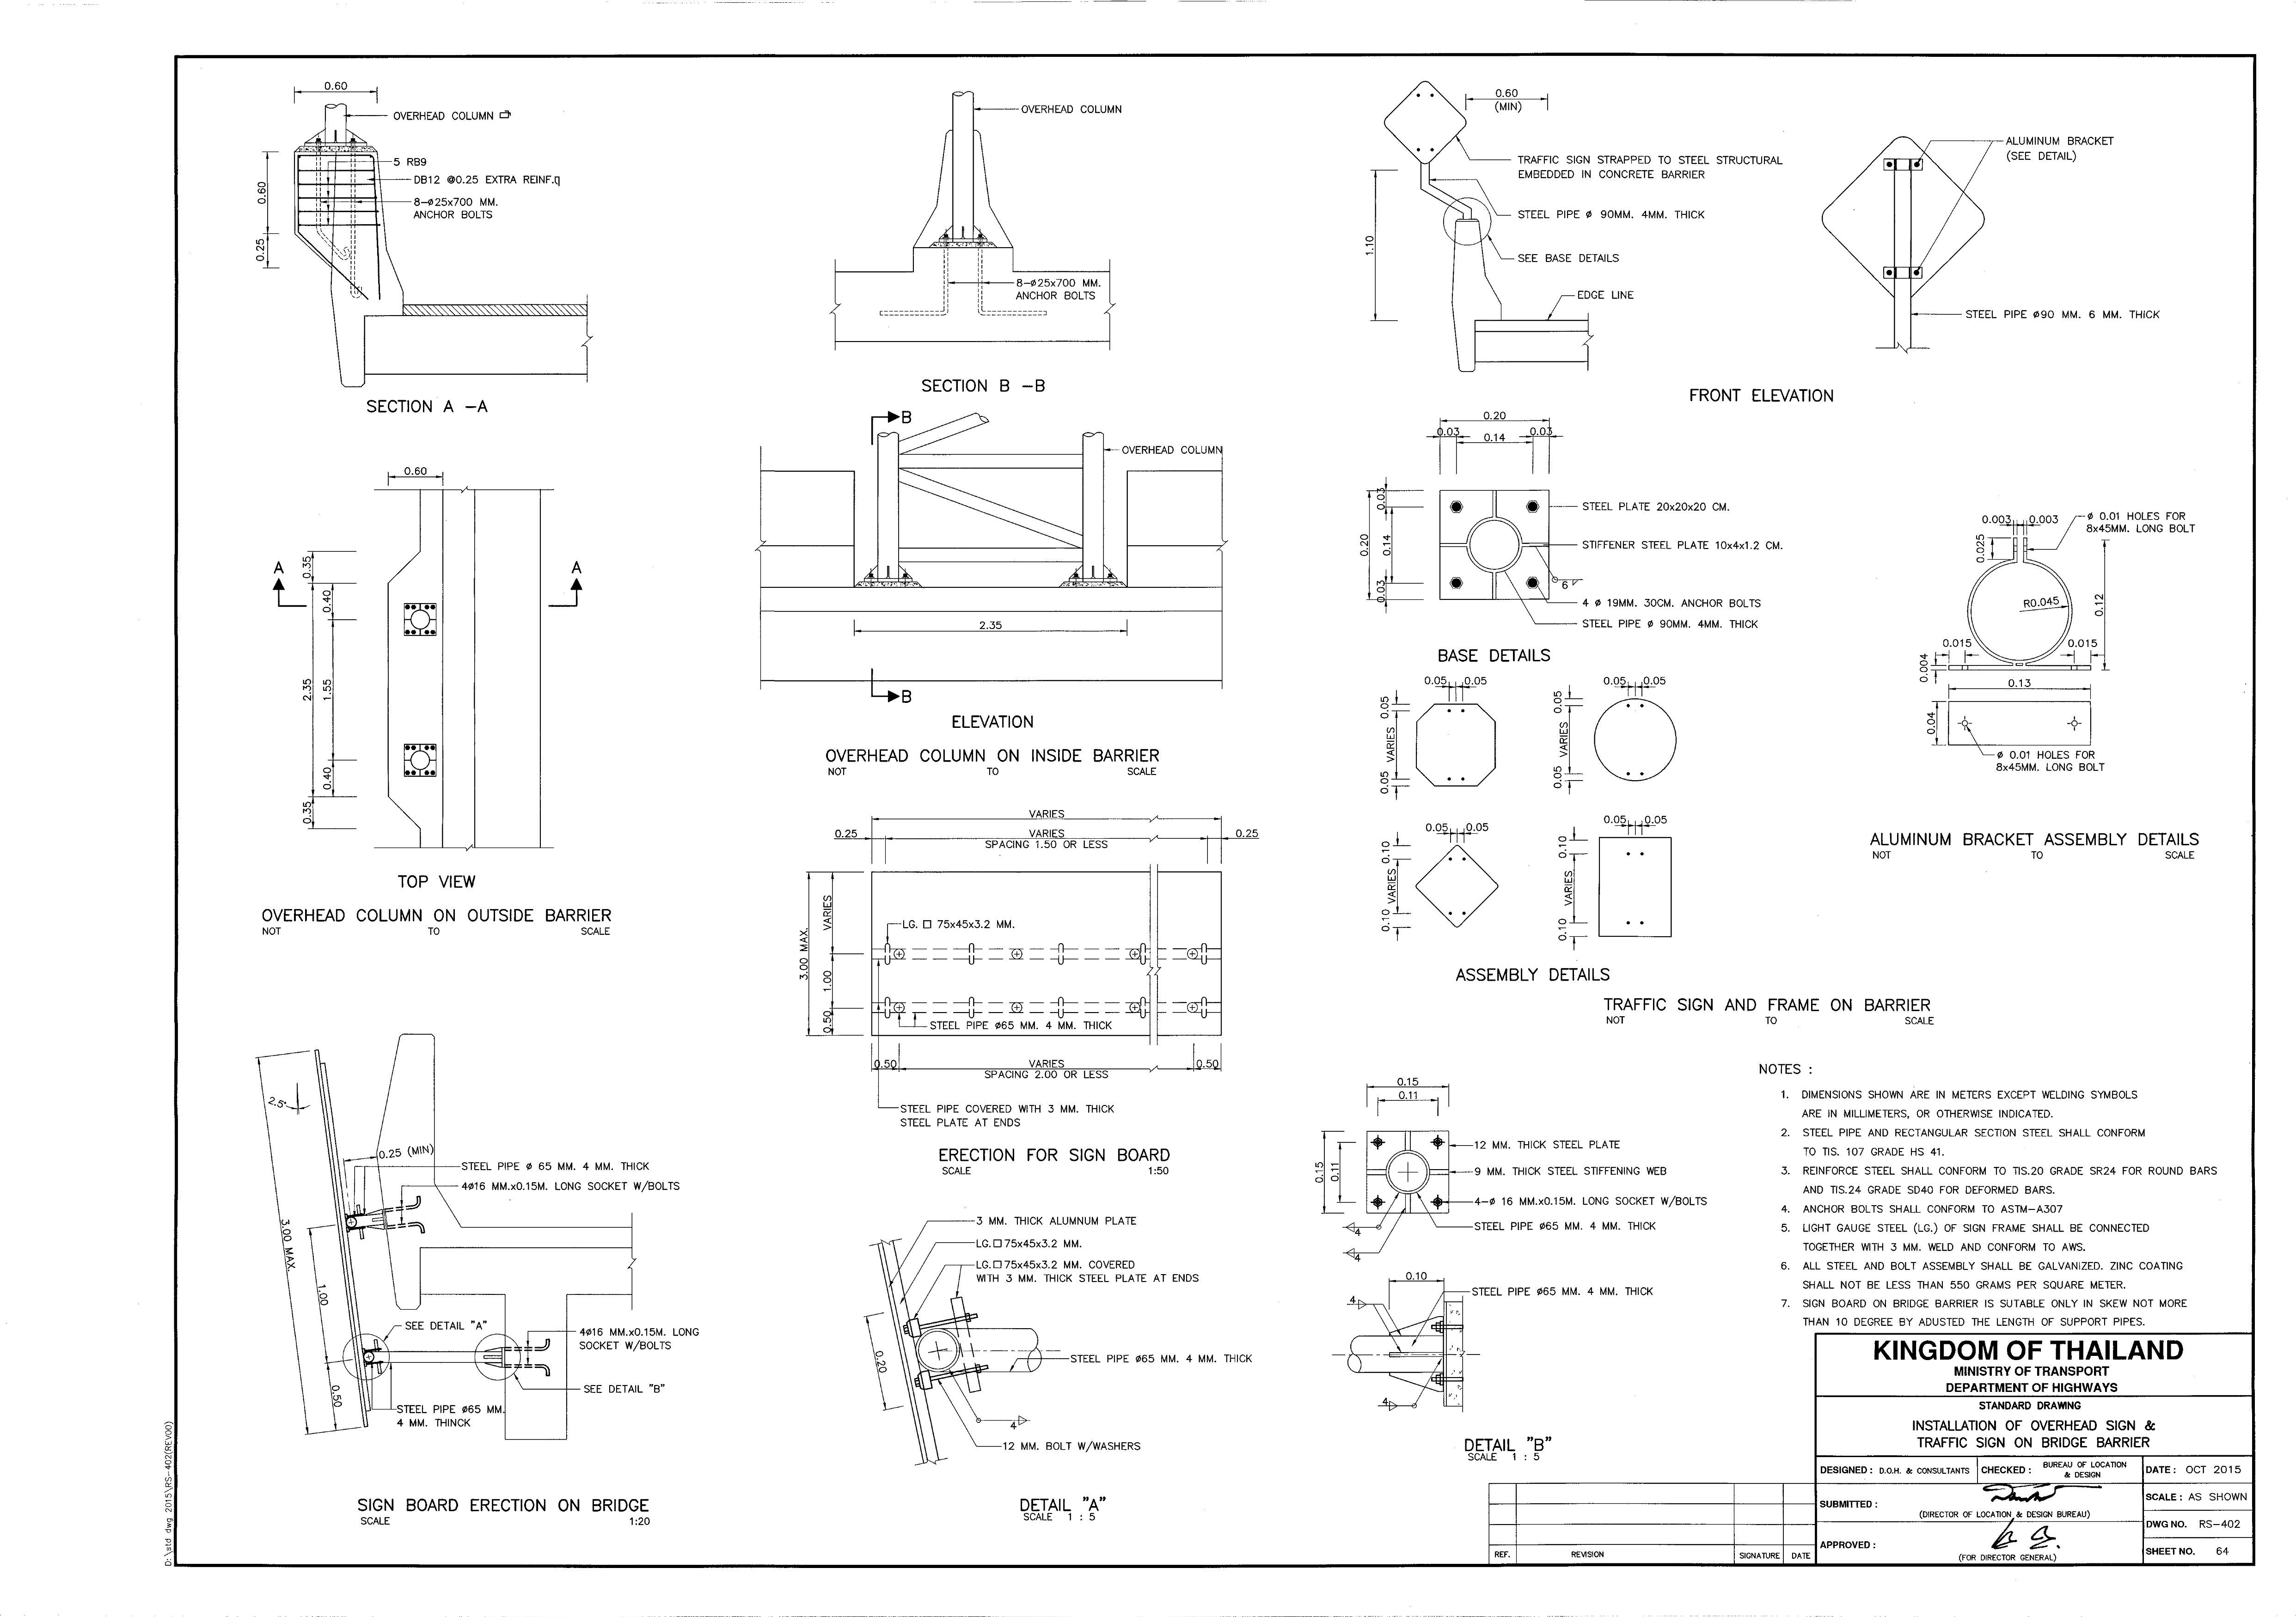 0.60
OVERHEAD COLUMN
5 RB9
DB12 @0.25 EXTRA REINF.q
8-ø25x700 MM.
ANCHOR BOLTS
0.60
0.25
SECTION A -A
0.60
A
A
0.35
0.40
2.35
1.55
0.40
0.35
TOP VIEW
OVERHEAD COLUMN ON OUTSIDE BARRIER
NOT TO SCALE
OVERHEAD COLUMN
8-ø25x700 MM.
ANCHOR BOLTS
SECTION B -B
B
OVERHEAD COLUMN
2.35
B
ELEVATION
OVERHEAD COLUMN ON INSIDE BARRIER
NOT TO SCALE
0.60
(MIN)
TRAFFIC SIGN STRAPPED TO STEEL STRUCTURAL
EMBEDDED IN CONCRETE BARRIER
STEEL PIPE ø 90MM. 4MM. THICK
1.10
SEE BASE DETAILS
EDGE LINE
ALUMINUM BRACKET
(SEE DETAIL)
STEEL PIPE ø90 MM. 6 MM. THICK
FRONT ELEVATION
0.20
0.03
0.14
0.03
0.20
0.03
0.14
0.03
STEEL PLATE 20x20x20 CM.
STIFFENER STEEL PLATE 10x4x1.2 CM.
6
4 ø 19MM. 30CM. ANCHOR BOLTS
STEEL PIPE ø 90MM. 4MM. THICK
BASE DETAILS
0.003
0.003
ø 0.01 HOLES FOR
8x45MM. LONG BOLT
0.025
R0.045
0.12
0.015
0.015
0.004
0.13
0.04
ø 0.01 HOLES FOR
8x45MM. LONG BOLT
ALUMINUM BRACKET ASSEMBLY DETAILS
NOT TO SCALE
0.05 0.05
0.05
VARIES
0.05
0.05 0.05
0.05
VARIES
0.05
0.05 0.05
0.10
VARIES
0.10
0.05 0.05
0.10
VARIES
0.10
ASSEMBLY DETAILS
TRAFFIC SIGN AND FRAME ON BARRIER
NOT TO SCALE
VARIES
0.25
VARIES
SPACING 1.50 OR LESS
0.25
3.00 MAX.
VARIES
1.00
0.50
LG. □ 75x45x3.2 MM.
STEEL PIPE ø65 MM. 4 MM. THICK
0.50
VARIES
SPACING 2.00 OR LESS
0.50
STEEL PIPE COVERED WITH 3 MM. THICK
STEEL PLATE AT ENDS
ERECTION FOR SIGN BOARD
SCALE 1:50
2.5°
0.25 (MIN)
STEEL PIPE ø 65 MM. 4 MM. THICK
4ø16 MM.x0.15M. LONG SOCKET W/BOLTS
3.00 MAX.
1.00
0.50
SEE DETAIL "A"
4ø16 MM.x0.15M. LONG
SOCKET W/BOLTS
SEE DETAIL "B"
STEEL PIPE ø65 MM.
4 MM. THINCK
SIGN BOARD ERECTION ON BRIDGE
SCALE 1:20
3 MM. THICK ALUMNUM PLATE
LG.□75x45x3.2 MM.
LG.□75x45x3.2 MM. COVERED
WITH 3 MM. THICK STEEL PLATE AT ENDS
0.20
STEEL PIPE ø65 MM. 4 MM. THICK
4
12 MM. BOLT W/WASHERS
DETAIL "A"
SCALE 1 : 5
0.15
0.11
0.15
0.11
12 MM. THICK STEEL PLATE
9 MM. THICK STEEL STIFFENING WEB
4-ø 16 MM.x0.15M. LONG SOCKET W/BOLTS
STEEL PIPE ø65 MM. 4 MM. THICK
4
4
0.10
STEEL PIPE ø65 MM. 4 MM. THICK
4
4
DETAIL "B"
SCALE 1 : 5
NOTES :
1. DIMENSIONS SHOWN ARE IN METERS EXCEPT WELDING SYMBOLS
ARE IN MILLIMETERS, OR OTHERWISE INDICATED.
2. STEEL PIPE AND RECTANGULAR SECTION STEEL SHALL CONFORM
TO TIS. 107 GRADE HS 41.
3. REINFORCE STEEL SHALL CONFORM TO TIS.20 GRADE SR24 FOR ROUND BARS
AND TIS.24 GRADE SD40 FOR DEFORMED BARS.
4. ANCHOR BOLTS SHALL CONFORM TO ASTM-A307
5. LIGHT GAUGE STEEL (LG.) OF SIGN FRAME SHALL BE CONNECTED
TOGETHER WITH 3 MM. WELD AND CONFORM TO AWS.
6. ALL STEEL AND BOLT ASSEMBLY SHALL BE GALVANIZED. ZINC COATING
SHALL NOT BE LESS THAN 550 GRAMS PER SQUARE METER.
7. SIGN BOARD ON BRIDGE BARRIER IS SUTABLE ONLY IN SKEW NOT MORE
THAN 10 DEGREE BY ADUSTED THE LENGTH OF SUPPORT PIPES.
KINGDOM OF THAILAND
MINISTRY OF TRANSPORT
DEPARTMENT OF HIGHWAYS
STANDARD DRAWING
INSTALLATION OF OVERHEAD SIGN &
TRAFFIC SIGN ON BRIDGE BARRIER
DESIGNED : D.O.H. & CONSULTANTS
CHECKED : BUREAU OF LOCATION
& DESIGN
DATE : OCT 2015
SUBMITTED :
(DIRECTOR OF LOCATION & DESIGN BUREAU)
SCALE : AS SHOWN
DWG NO. RS-402
APPROVED :
(FOR DIRECTOR GENERAL)
SHEET NO. 64
REF. REVISION SIGNATURE DATE
D:\std dwg 2015\RS-402(REV00)